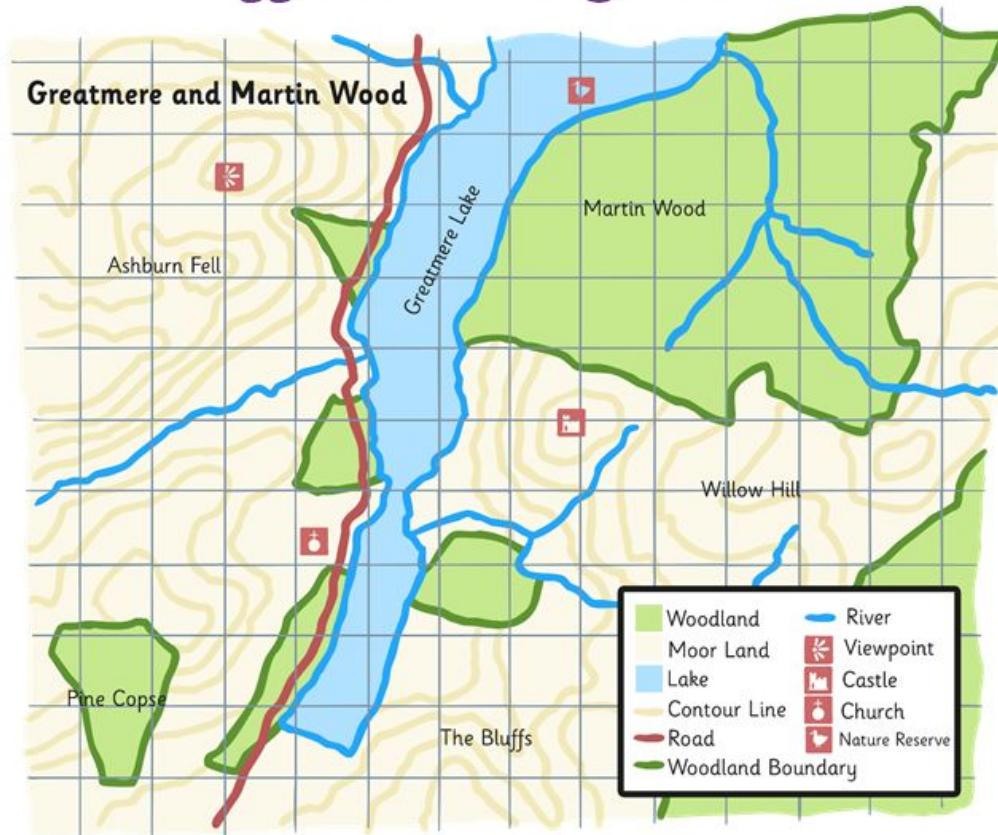 Greatmere and Martin Wood
Martin Wood
Ashburn Fell
Greatmere Lake
Willow Hill
Pine Copse
The Bluffs
Woodland
Moor Land
Lake
Contour Line
Road
Woodland Boundary
River
Viewpoint
Castle
Church
Nature Reserve